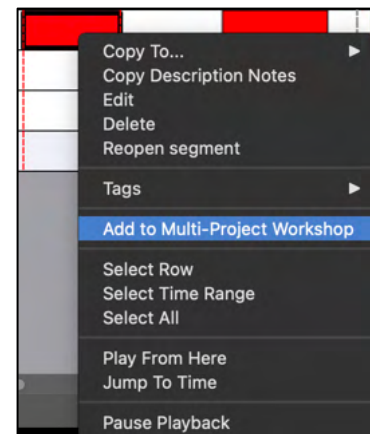 Copy To...
Copy Description Notes
Edit
Delete
Reopen segment
Tags
Add to Multi-Project Workshop
Select Row
Select Time Range
Select All
Play From Here
Jump To Time
Pause Playback